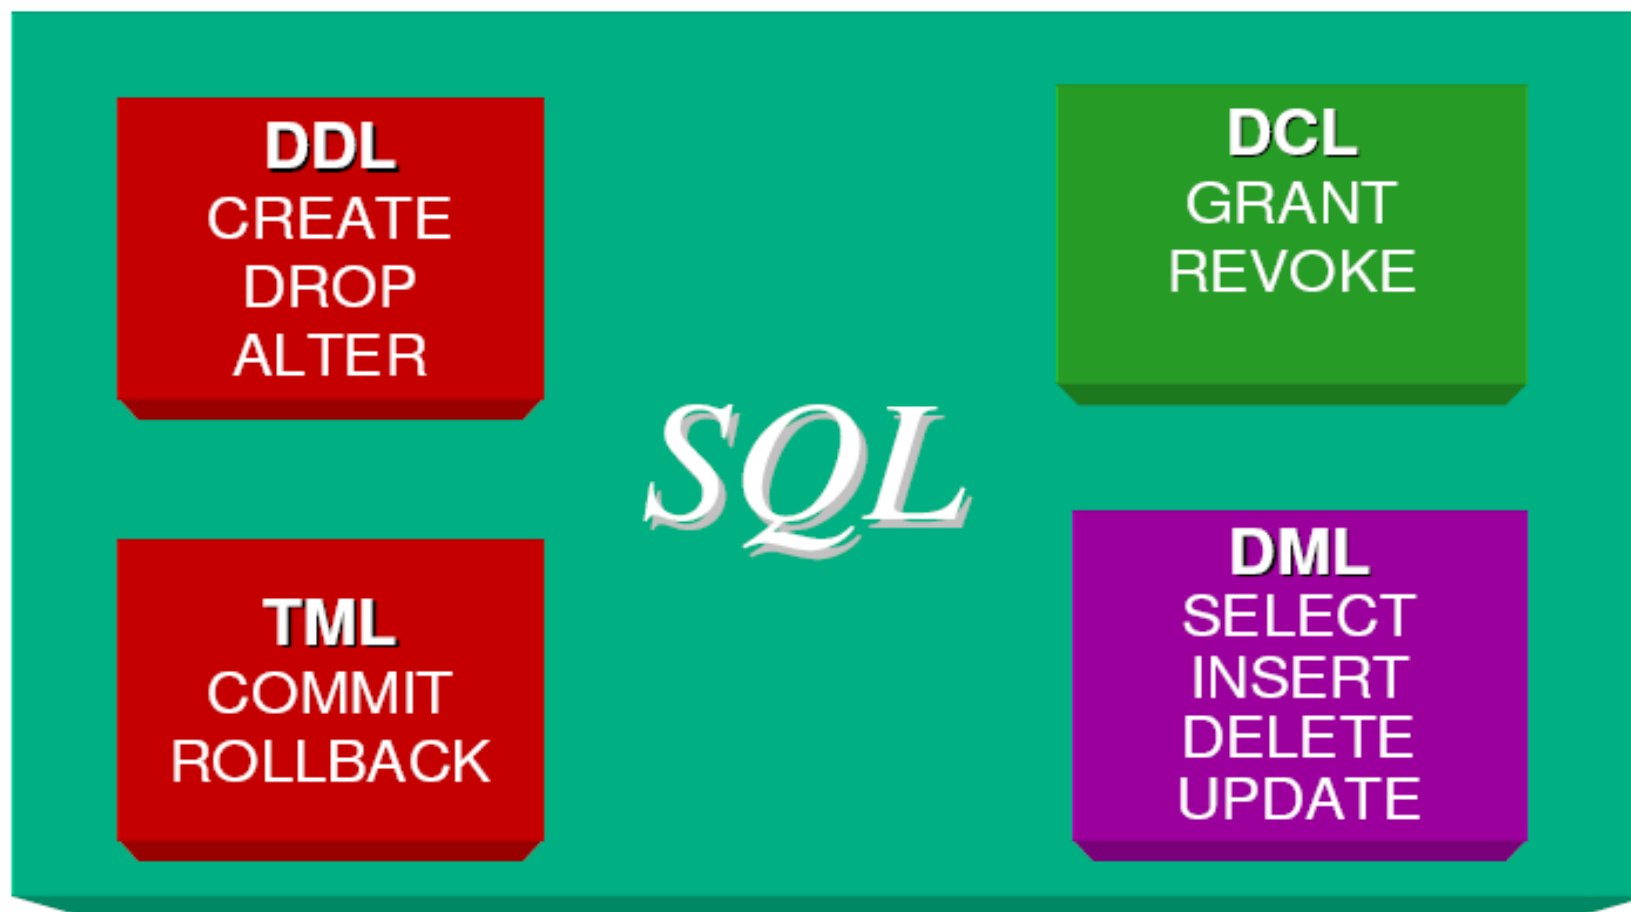 DDL
CREATE
DROP
ALTER
DCL
GRANT
REVOKE
SQL
TML
COMMIT
ROLLBACK
DML
SELECT
INSERT
DELETE
UPDATE